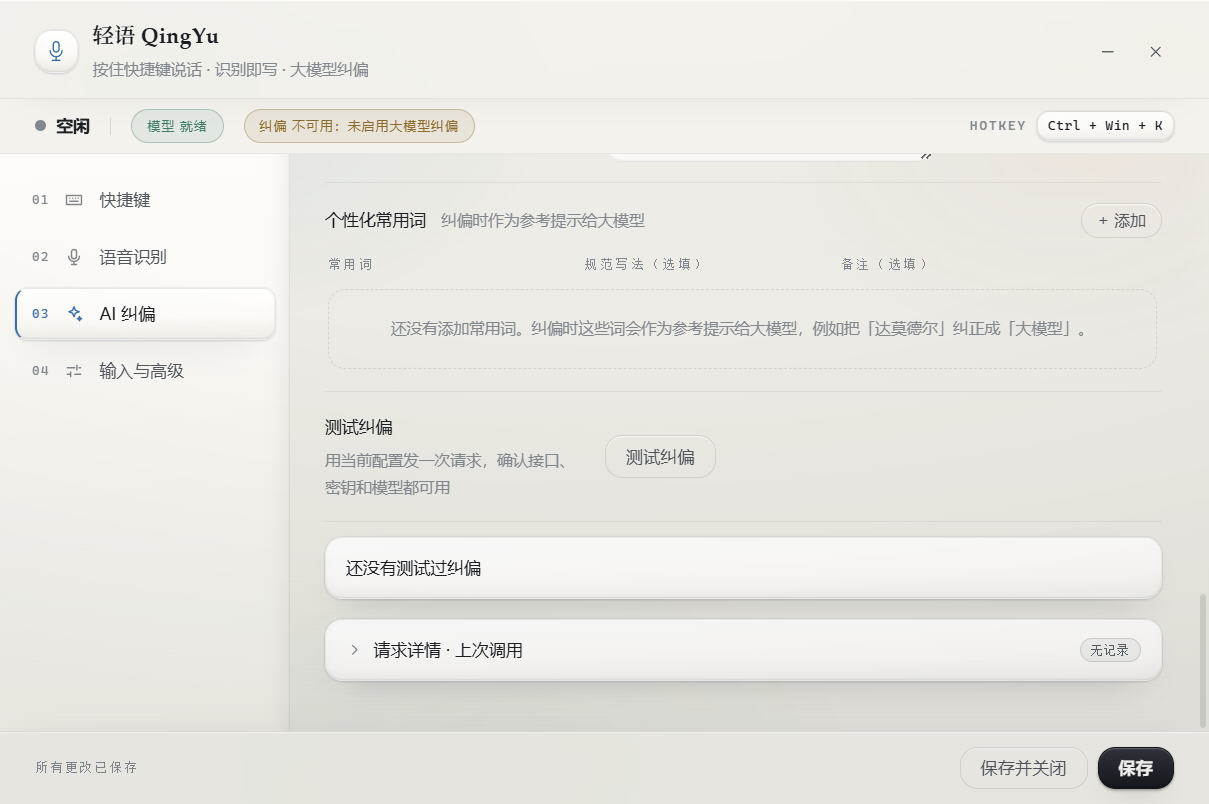 轻语 QingYu
按住快捷键说话 · 识别即写 · 大模型纠偏
空闲
模型 就绪
纠偏 不可用：未启用大模型纠偏
HOTKEY
Ctrl + Win + K
01 快捷键
02 语音识别
03 AI 纠偏
04 输入与高级
个性化常用词 纠偏时作为参考提示给大模型
+ 添加
常用词 规范写法（选填） 备注（选填）
还没有添加常用词。纠偏时这些词会作为参考提示给大模型，例如把「达莫德尔」纠正成「大模型」。
测试纠偏
用当前配置发一次请求，确认接口、
密钥和模型都可用
测试纠偏
还没有测试过纠偏
请求详情 · 上次调用
无记录
所有更改已保存
保存并关闭
保存